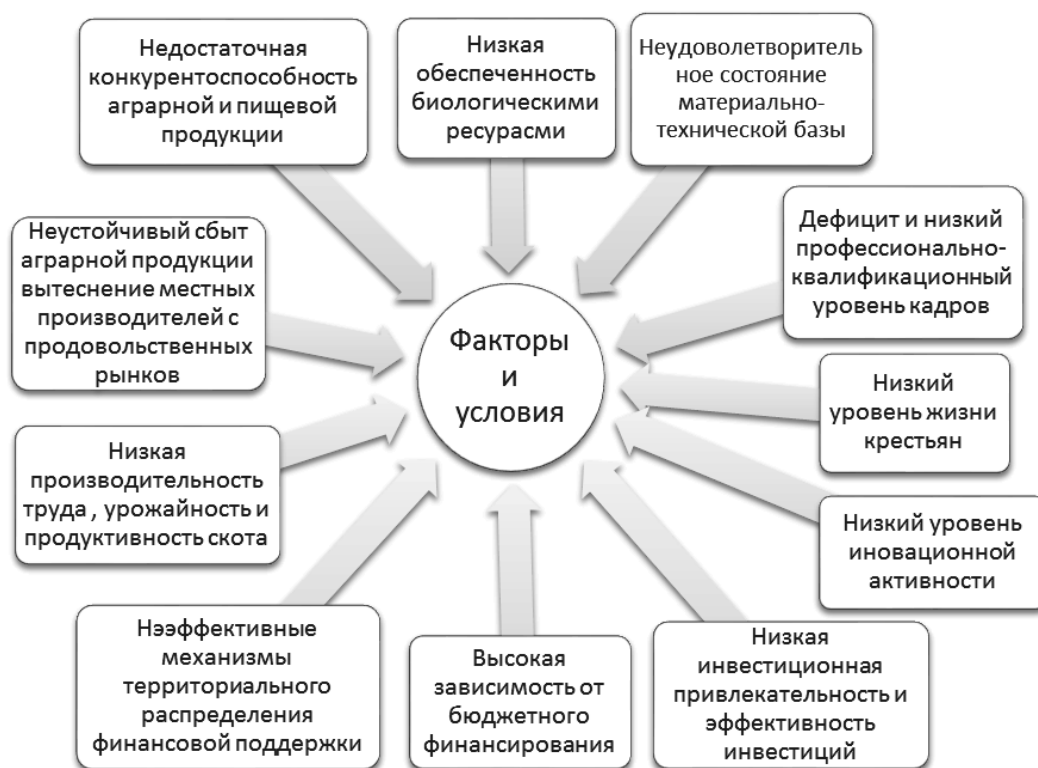 Недостаточная
конкурентоспособность
аграрной и пищевой
продукции
Низкая
обеспеченность
биологическими
ресурасми
Неудоволетворитель
ное состояние
материально-
технической базы
Неустойчивый сбыт
аграрной продукции
вытеснение местных
производителей с
продовольственных
рынков
Дефицит и низкий
профессионально-
квалификационный
уровень кадров
Факторы
и
условия
Низкий
уровень жизни
крестьян
Низкая
производительность
труда , урожайность и
продуктивность скота
Низкий уровень
иновационной
активности
Нээффективные
механизмы
территориального
распределения
финансовой поддержки
Высокая
зависимость от
бюджетного
финансирования
Низкая
инвестиционная
привлекательность и
эффективность
инвестиций